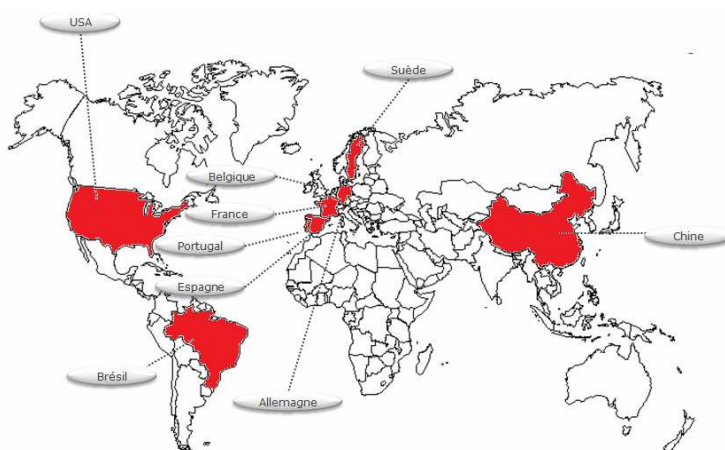 USA
Suède
Belgique
France
Portugal
Chine
Espagne
Brésil
Allemagne